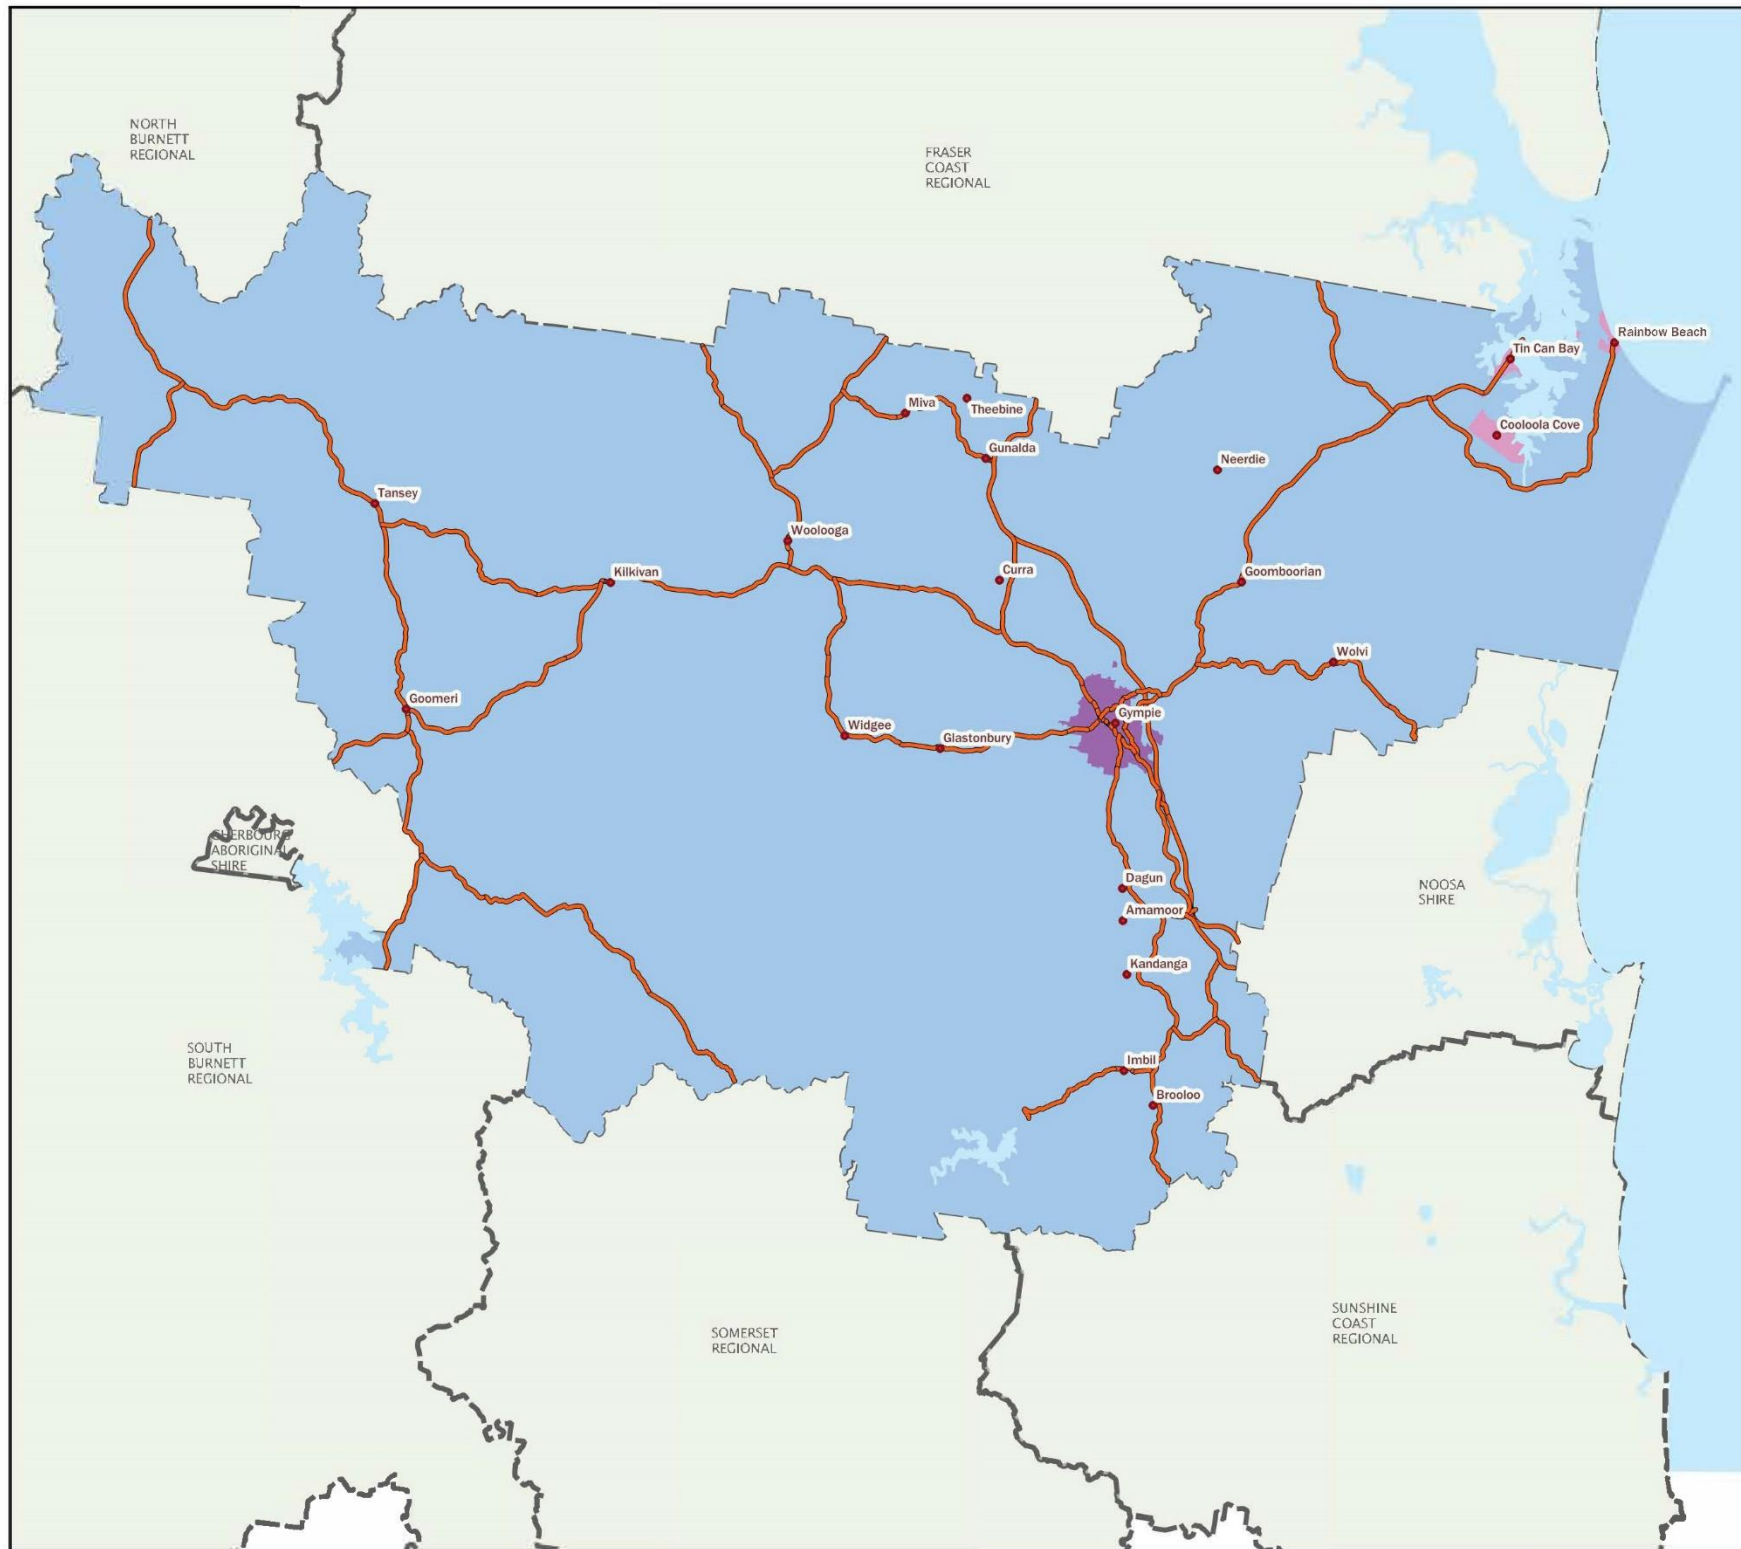 NORTH
BURNETT
REGIONAL
FRASER
COAST
REGIONAL
Rainbow Beach
Tin Can Bay
Miva
Theebine
Cooloola Cove
Gunalda
Neerdie
Tansey
Woolooga
Kilkivan
Curra
Goomboorian
Wolvi
Goomeri
Widgee
Glastonbury
Gympie
CHERBOURG
ABORIGINAL
SHIRE
Dagun
NOOSA
SHIRE
Amamoor
Kandanga
SOUTH
BURNETT
REGIONAL
Imbil
Brooloo
SOMERSET
REGIONAL
SUNSHINE
COAST
REGIONAL